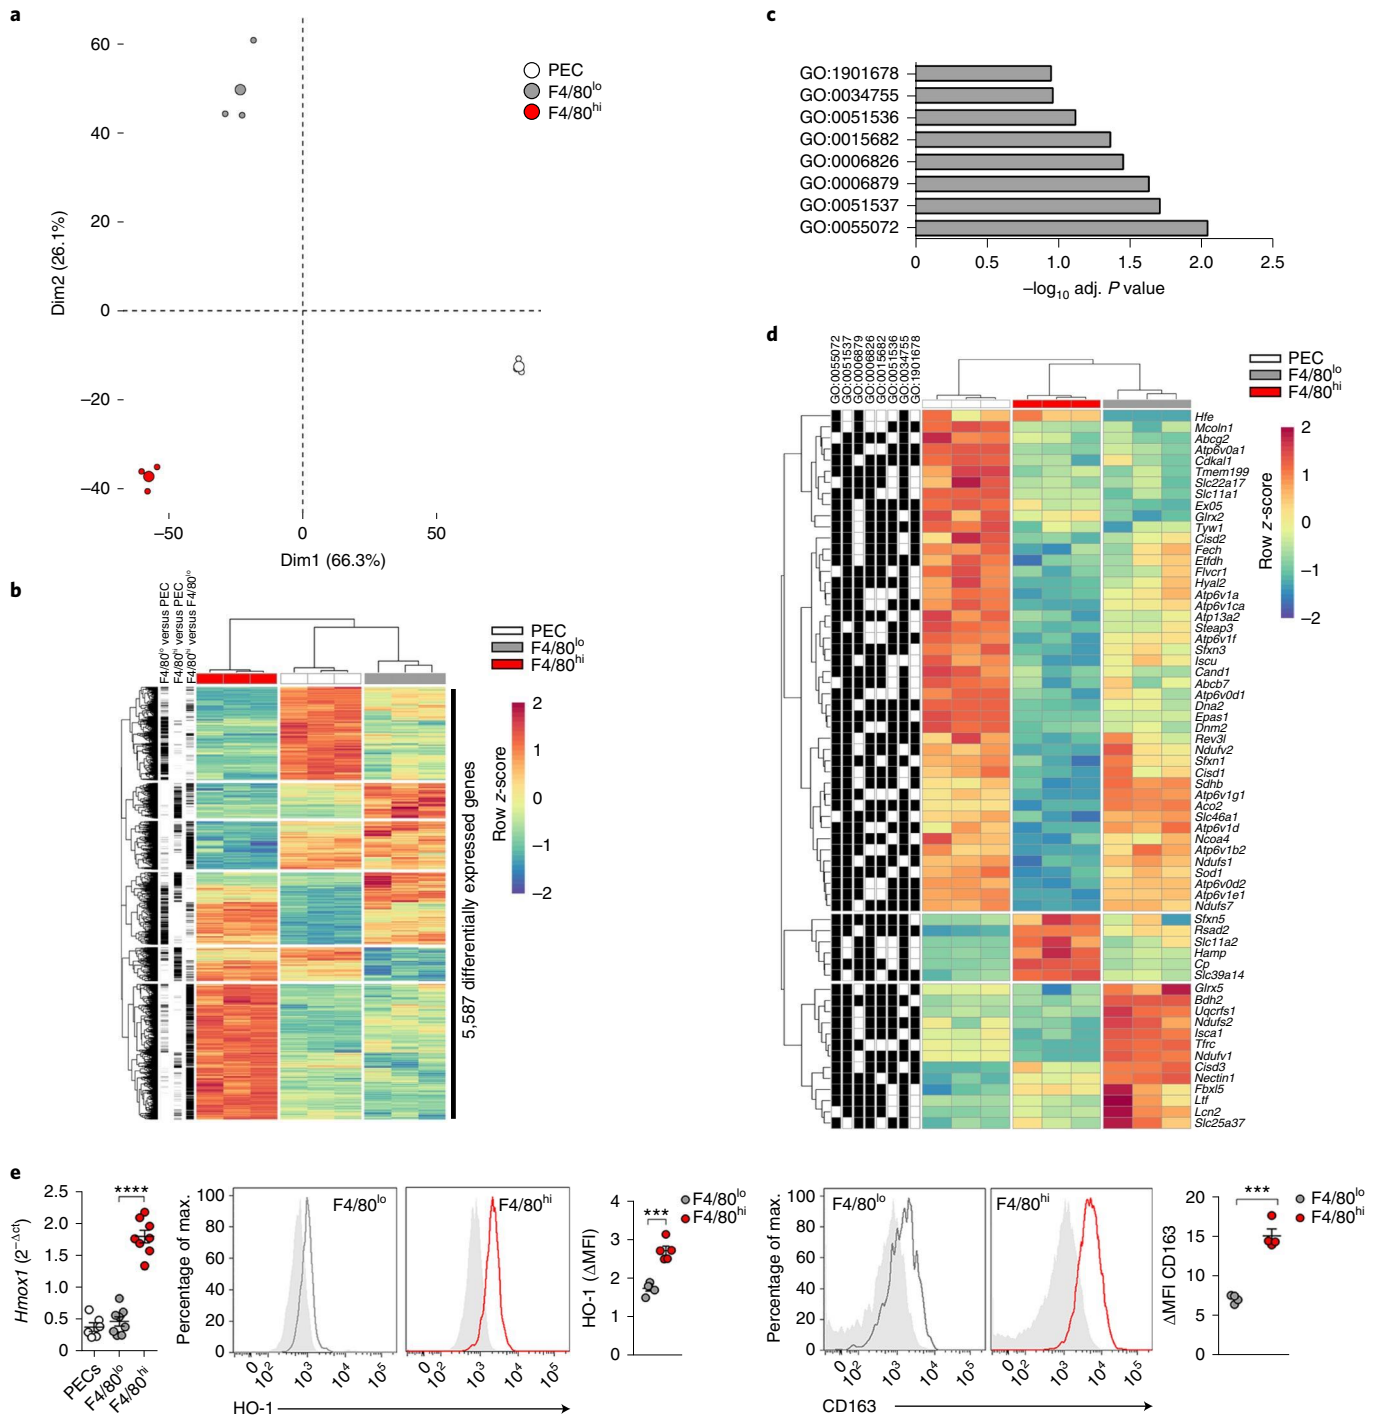 a
60
40
20
0
−20
−40
−50
0
50
Dim2 (26.1%)
Dim1 (66.3%)
PEC
F4/80lo
F4/80hi
c
GO:1901678
GO:0034755
GO:0051536
GO:0015682
GO:0006826
GO:0006879
GO:0051537
GO:0055072
0
0.5
1.0
1.5
2.0
2.5
−log10 adj. P value
b
F4/80lo versus PEC
F4/80hi versus PEC
F4/80hi versus F4/80lo
PEC
F4/80lo
F4/80hi
2
1
0
−1
−2
Row z-score
5,587 differentially expressed genes
d
GO:0055072
GO:0051537
GO:0006879
GO:0006826
GO:0015682
GO:0051536
GO:0034755
GO:1901678
PEC
F4/80lo
F4/80hi
2
1
0
−1
−2
Row z-score
Hfe
Mcoln1
Abcg2
Atp6v0a1
Cdkal1
Tmem199
Slc22a17
Slc11a1
Ex05
Glrx2
Tyw1
Cisd2
Fech
Etfdh
Flvcr1
Hyal2
Atp6v1a
Atp6v1ca
Atp13a2
Steap3
Atp6v1f
Sfxn3
Iscu
Cand1
Abcb7
Atp6v0d1
Dna2
Epas1
Dnm2
Rev3l
Ndufv2
Sfxn1
Cisd1
Sdhb
Atp6v1g1
Aco2
Slc46a1
Atp6v1d
Ncoa4
Atp6v1b2
Ndufs1
Sod1
Atp6v0d2
Atp6v1e1
Ndufs7
Sfxn5
Rsad2
Slc11a2
Hamp
Cp
Slc39a14
Glrx5
Bdh2
Uqcrfs1
Ndufs2
Isca1
Tfrc
Ndufv1
Cisd3
Nectin1
Fbxl5
Ltf
Lcn2
Slc25a37
e
Hmox1 (2−Δct)
2.5
2.0
1.5
1.0
0.5
0
****
PECs
F4/80lo
F4/80hi
Percentage of max.
100
80
60
40
20
0
F4/80lo
0 10² 10³ 10⁴ 10⁵
F4/80hi
0 10² 10³ 10⁴ 10⁵
HO-1
HO-1 (ΔMFI)
4
3
2
1
0
***
F4/80lo
F4/80hi
Percentage of max.
100
80
60
40
20
0
F4/80lo
0 10² 10³ 10⁴ 10⁵
F4/80hi
0 10² 10³ 10⁴ 10⁵
CD163
ΔMFI CD163
20
15
10
5
0
***
F4/80lo
F4/80hi